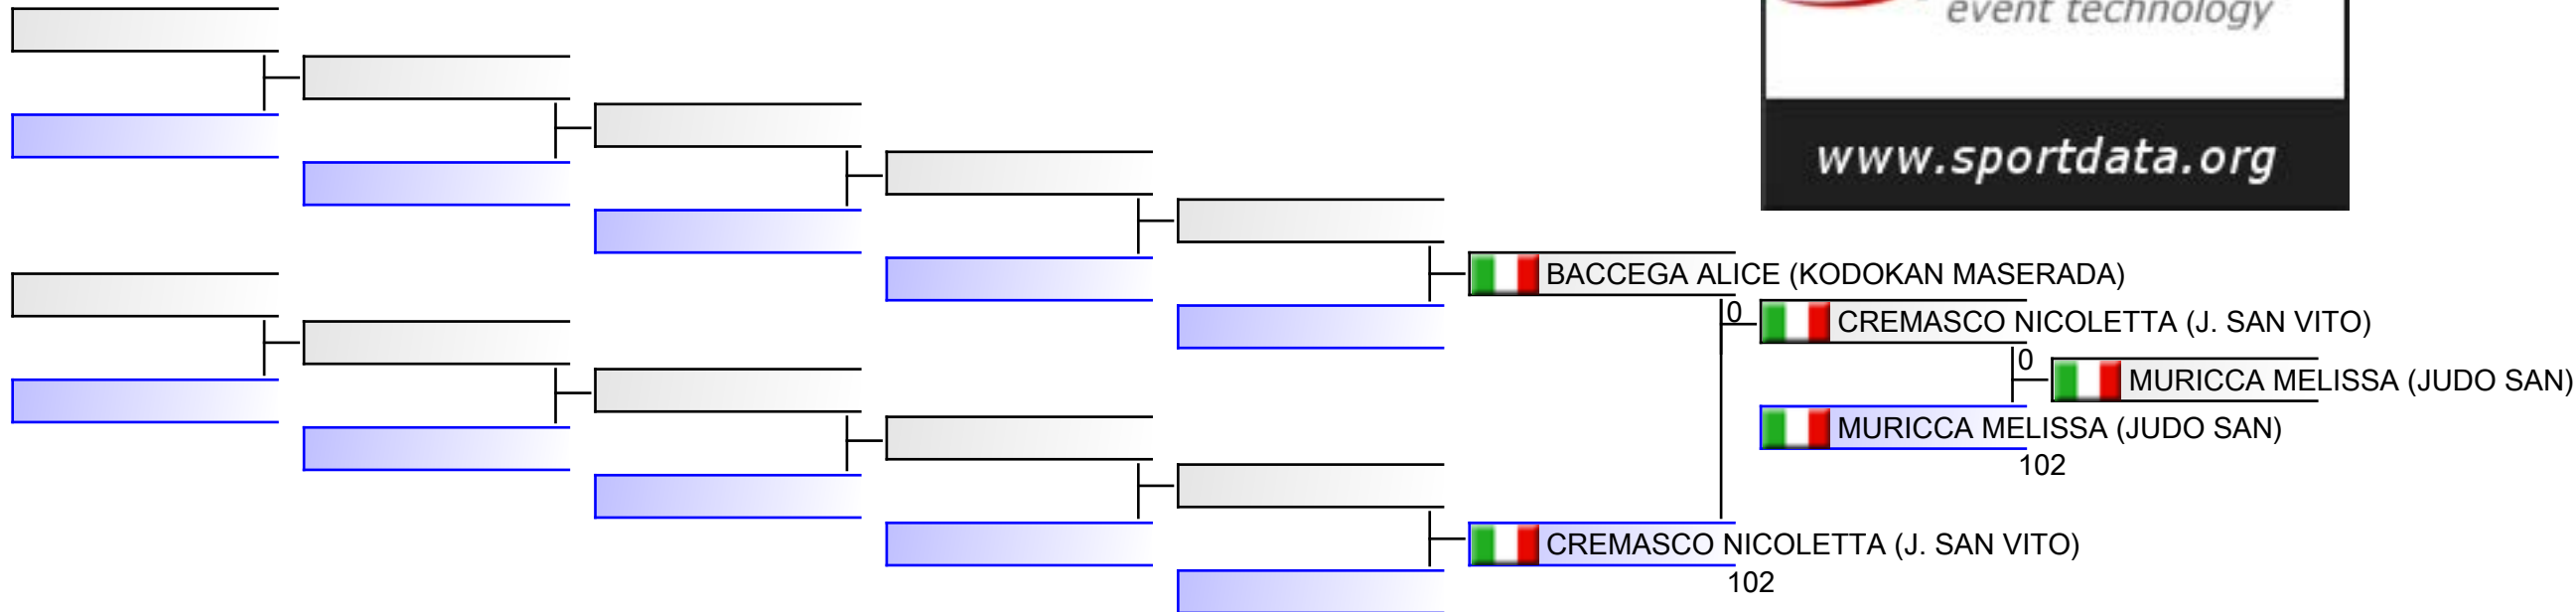 event technology
www.sportdata.org
BACCEGA ALICE (KODOKAN MASERADA)
0
CREMASCO NICOLETTA (J. SAN VITO)
0
MURICCA MELISSA (JUDO SAN)
MURICCA MELISSA (JUDO SAN)
102
CREMASCO NICOLETTA (J. SAN VITO)
102